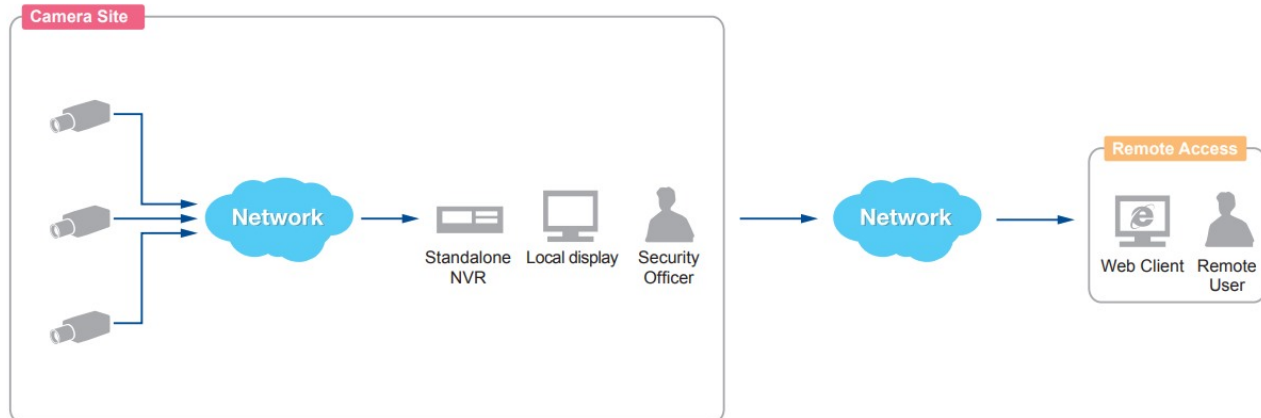 Camera Site
Network
Standalone
NVR
Local display
Security
Officer
Network
Remote Access
Web Client
Remote
User